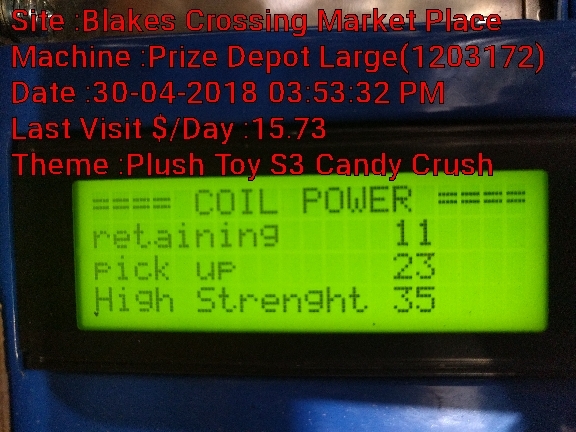 Site :Blakes Crossing Market Place
Machine :Prize Depot Large(1203172)
Date :30-04-2018 03:53:32 PM
Last Visit $/Day :15.73
Theme :Plush Toy S3 Candy Crush
==== COIL POWER ====
retaining 11
pick up 23
High Strenght 35